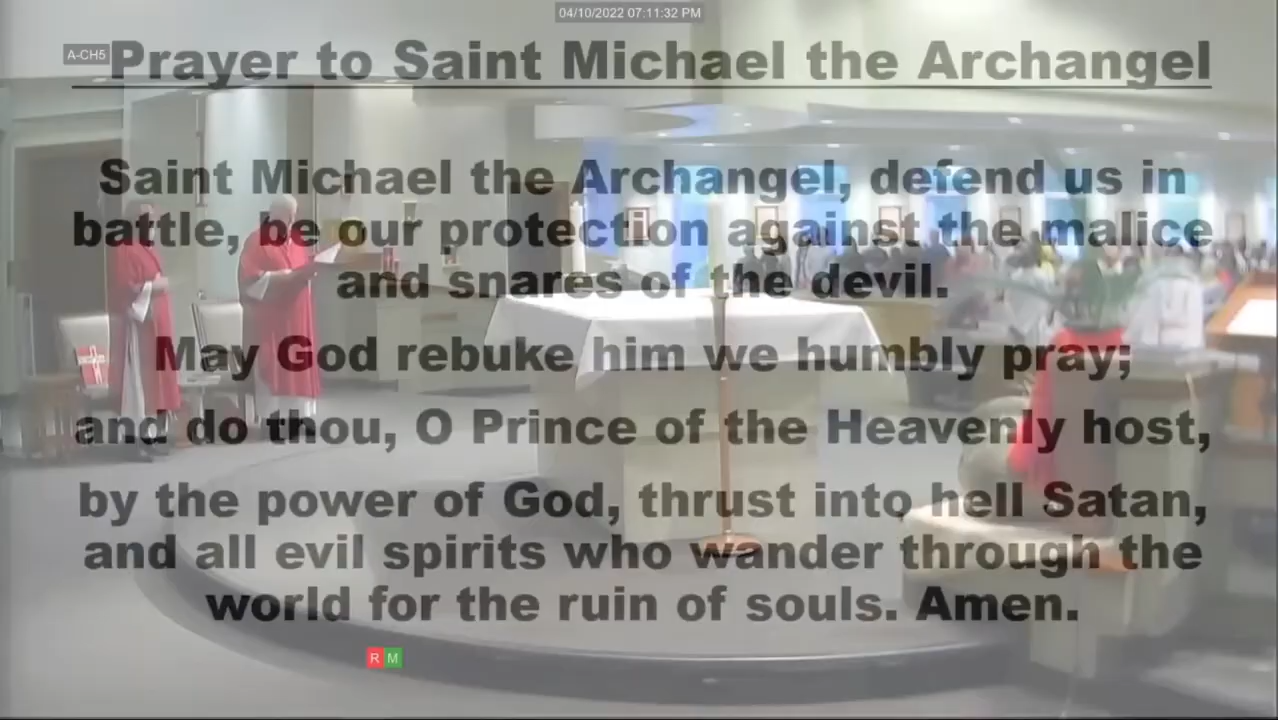 04/10/2022 07:11:32 PM
A-CH5
Prayer to Saint Michael the Archangel
Saint Michael the Archangel, defend us in
battle, be our protection against the malice
and snares of the devil.
May God rebuke him we humbly pray;
and do thou, O Prince of the Heavenly host,
by the power of God, thrust into hell Satan,
and all evil spirits who wander through the
world for the ruin of souls. Amen.
R M